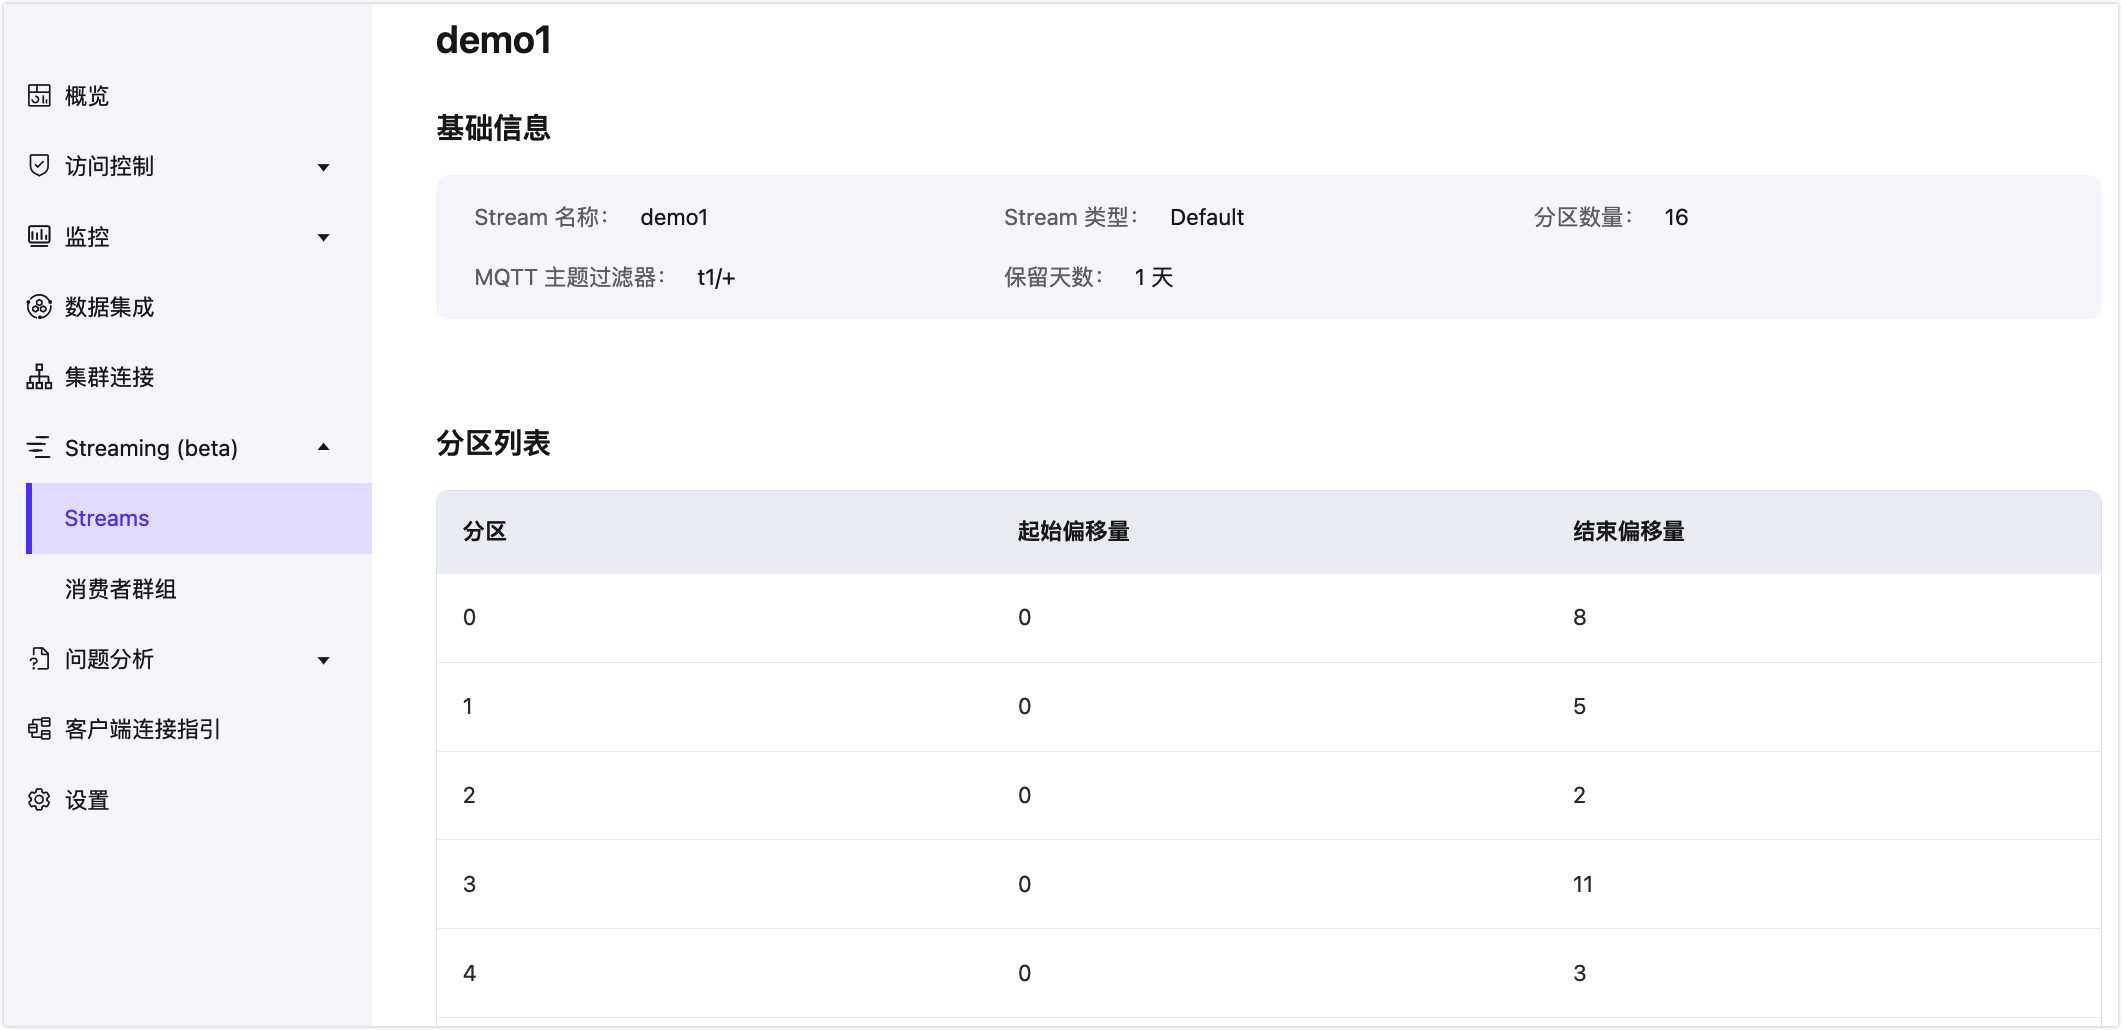 概览
访问控制
监控
数据集成
集群连接
Streaming (beta)
Streams
消费者群组
问题分析
客户端连接指引
设置
demo1
基础信息
Stream 名称： demo1 Stream 类型： Default 分区数量： 16
MQTT 主题过滤器： t1/+ 保留天数： 1 天
分区列表
分区 起始偏移量 结束偏移量
0 0 8
1 0 5
2 0 2
3 0 11
4 0 3